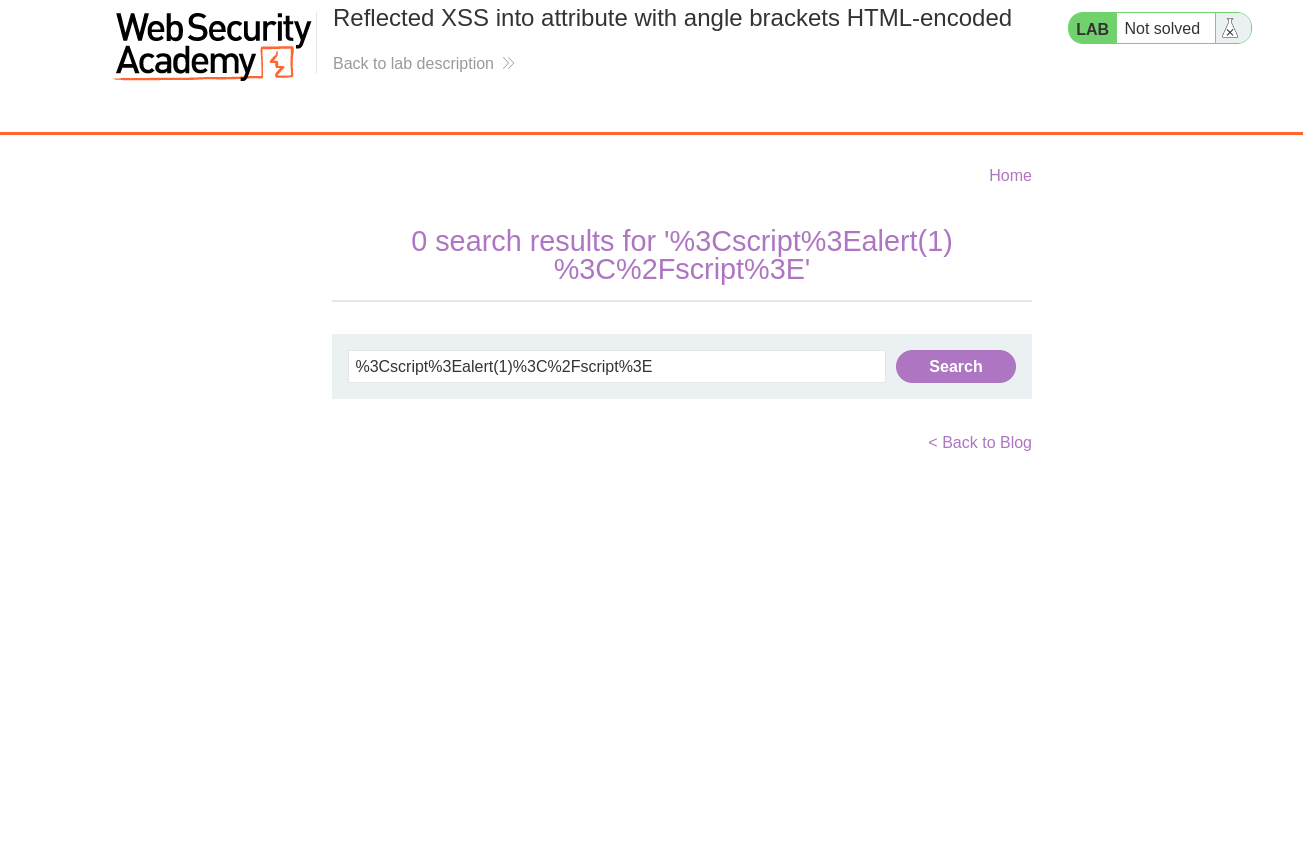 Web Security
Academy
Reflected XSS into attribute with angle brackets HTML-encoded
Back to lab description
LAB Not solved
Home
0 search results for '%3Cscript%3Ealert(1)
%3C%2Fscript%3E'
%3Cscript%3Ealert(1)%3C%2Fscript%3E
Search
< Back to Blog